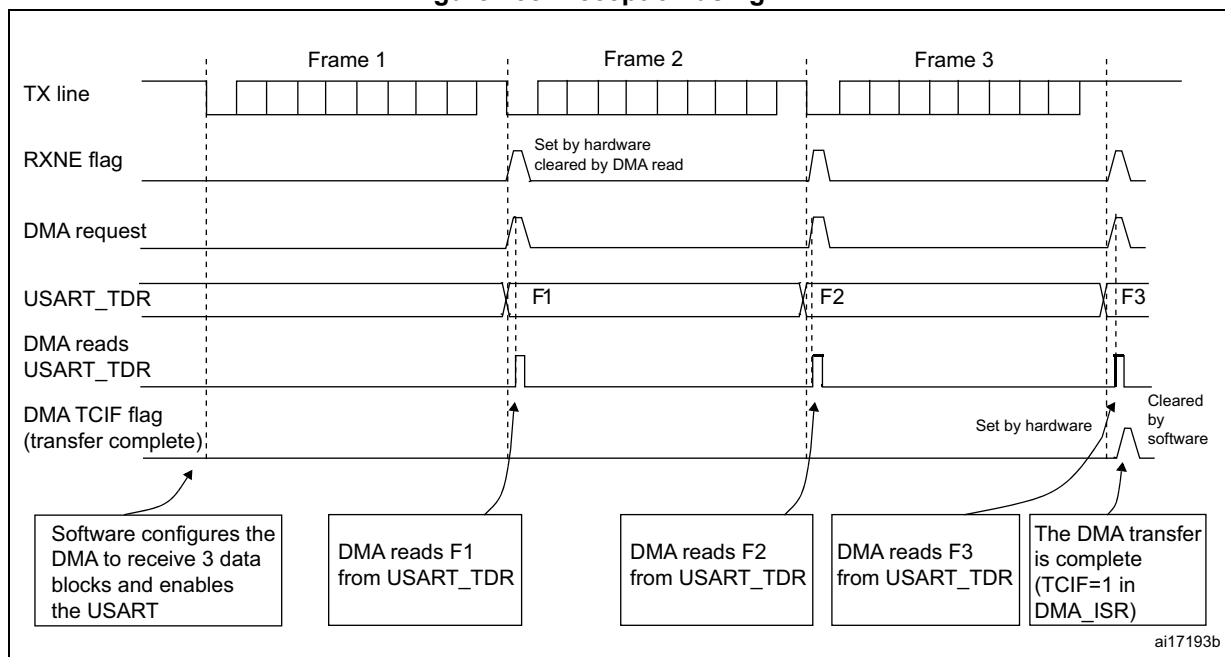 Frame 1
Frame 2
Frame 3
TX line
RXNE flag
Set by hardware
cleared by DMA read
DMA request
USART_TDR
F1
F2
F3
DMA reads
USART_TDR
DMA TCIF flag
(transfer complete)
Set by hardware
Cleared
by
software
Software configures the
DMA to receive 3 data
blocks and enables
the USART
DMA reads F1
from USART_TDR
DMA reads F2
from USART_TDR
DMA reads F3
from USART_TDR
The DMA transfer
is complete
(TCIF=1 in
DMA_ISR)
ai17193b